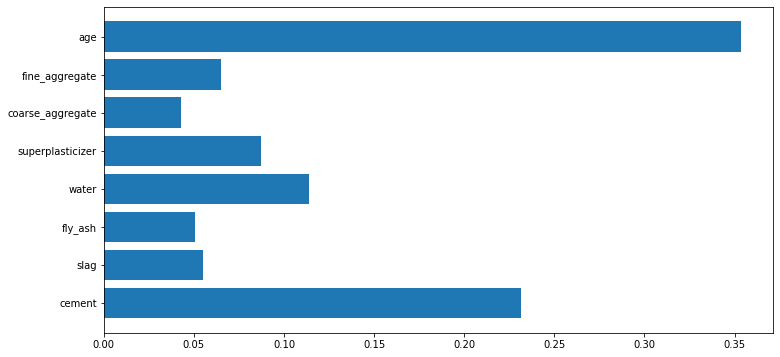 age
fine_aggregate
coarse_aggregate
superplasticizer
water
fly_ash
slag
cement
0.00 0.05 0.10 0.15 0.20 0.25 0.30 0.35